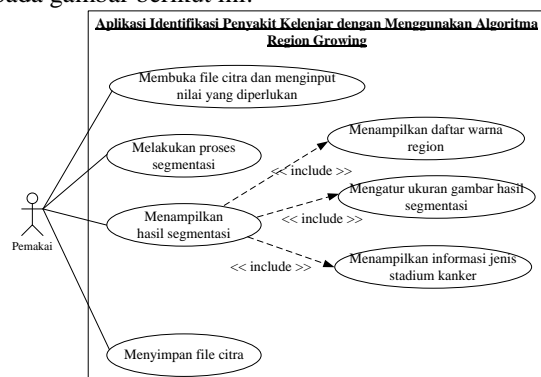 pada gambar berikut ini.
Aplikasi Identifikasi Penyakit Kelenjar dengan Menggunakan Algoritma
Region Growing
Membuka file citra dan menginput
nilai yang diperlukan
Melakukan proses
segmentasi
Menampilkan
hasil segmentasi
Menyimpan file citra
Pemakai
Menampilkan daftar warna
region
<< include >>
Mengatur ukuran gambar hasil
segmentasi
<< include >>
Menampilkan informasi jenis
stadium kanker
<< include >>